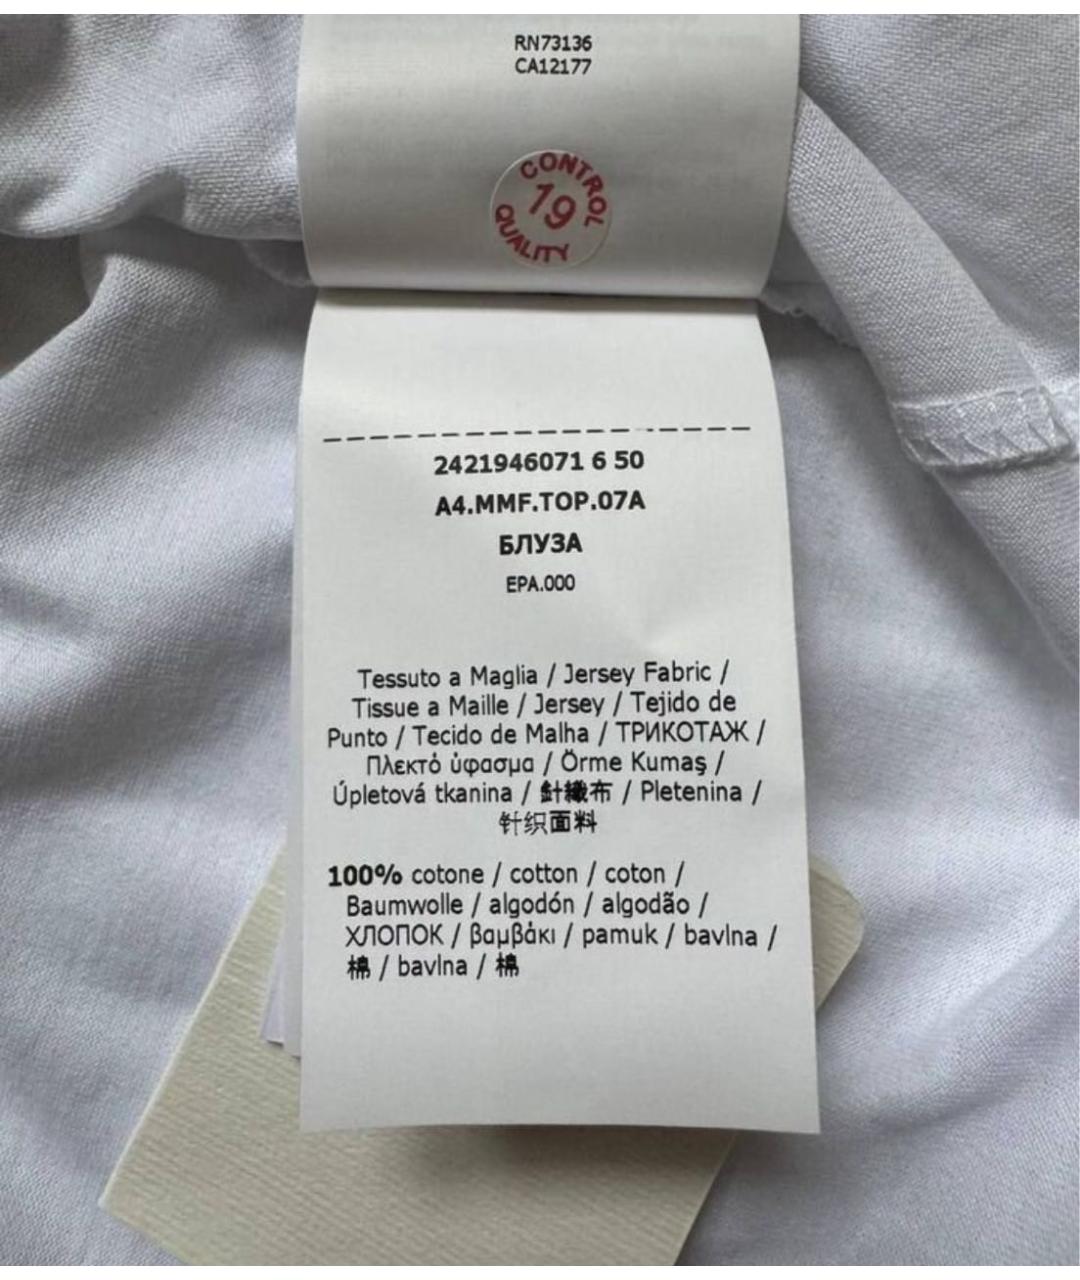 RN73136
CA12177
CONTROL
19
QUALITY
2421946071 6 50
A4.MMF.TOP.07A
БЛУЗА
EPA.000
Tessuto a Maglia / Jersey Fabric /
Tissue a Maille / Jersey / Tejido de
Punto / Tecido de Malha / ТРИКОТАЖ /
Πλεκτό ύφασμα / Örme Kumaş /
Úpletová tkanina / 針織布 / Pletenina /
针织面料
100% cotone / cotton / coton /
Baumwolle / algodón / algodão /
ХЛОПОК / βαμβάκι / pamuk / bavlna /
棉 / bavlna / 棉